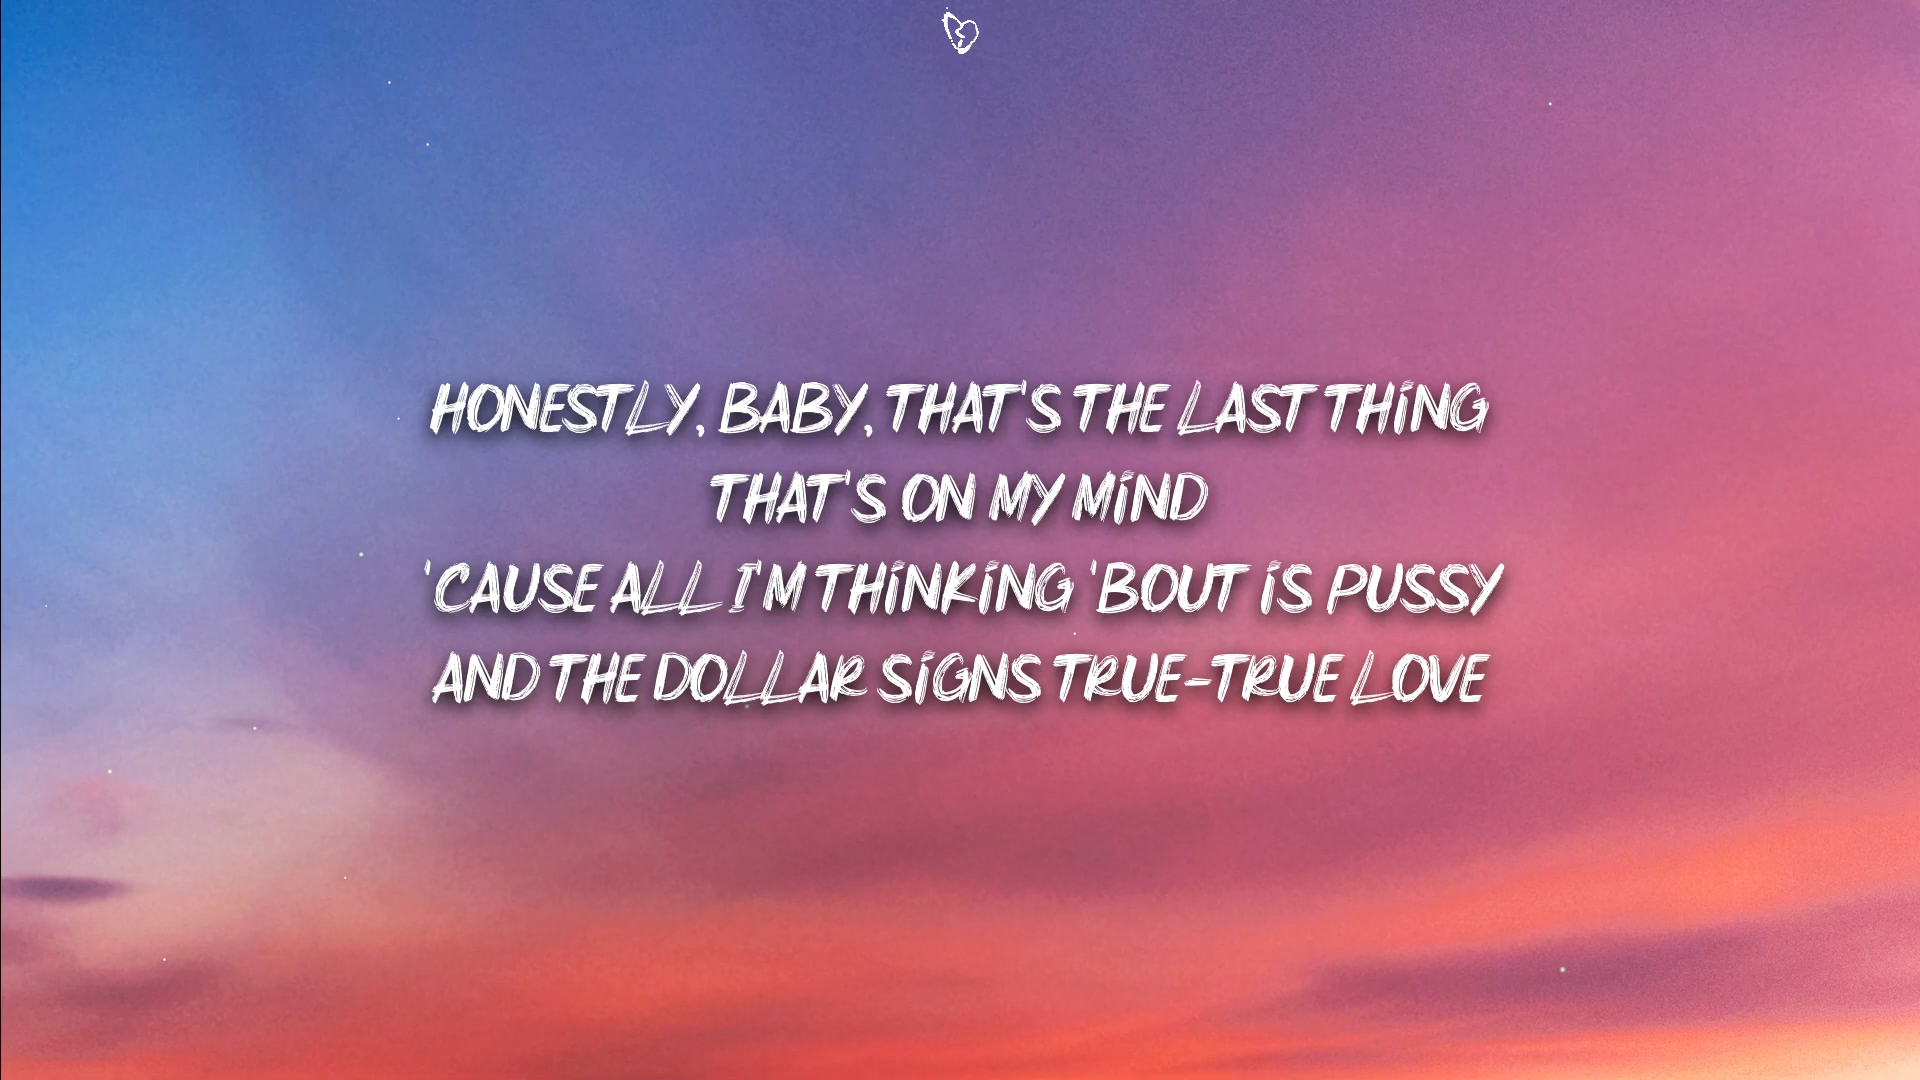 HONESTLY, BABY, THAT'S THE LAST THING
THAT'S ON MY MIND
'CAUSE ALL I'M THINKING 'BOUT IS PUSSY
AND THE DOLLAR SIGNS TRUE-TRUE LOVE